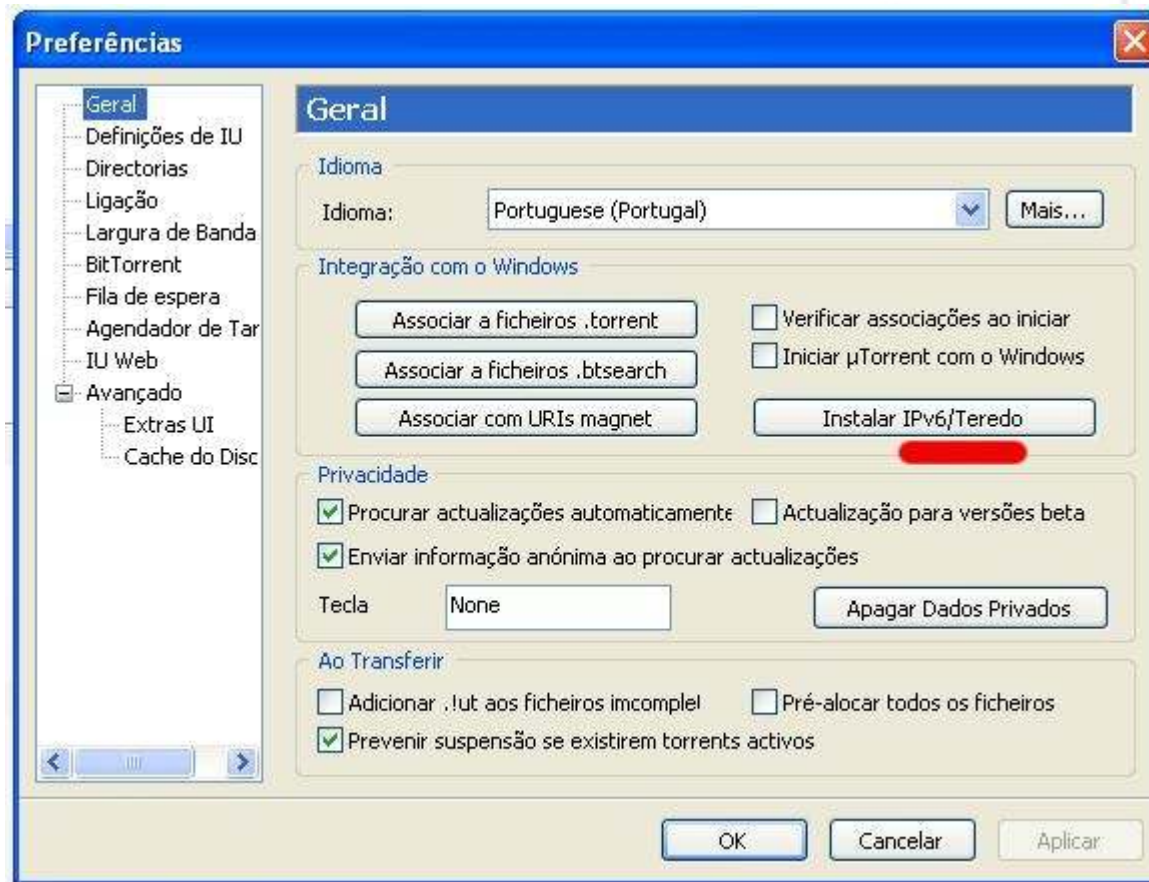 Preferências
Geral
Definições de IU
Directorias
Ligação
Largura de Banda
BitTorrent
Fila de espera
Agendador de Tar
IU Web
Avançado
Extras UI
Cache do Disc
Geral
Idioma
Idioma:
Portuguese (Portugal)
Mais...
Integração com o Windows
Associar a ficheiros .torrent
Verificar associações ao iniciar
Associar a ficheiros .btsearch
Iniciar µTorrent com o Windows
Associar com URIs magnet
Instalar IPv6/Teredo
Privacidade
Procurar actualizações automaticamente
Actualização para versões beta
Enviar informação anónima ao procurar actualizações
Tecla
None
Apagar Dados Privados
Ao Transferir
Adicionar .!ut aos ficheiros imcomplel
Pré-alocar todos os ficheiros
Prevenir suspensão se existirem torrents activos
OK
Cancelar
Aplicar